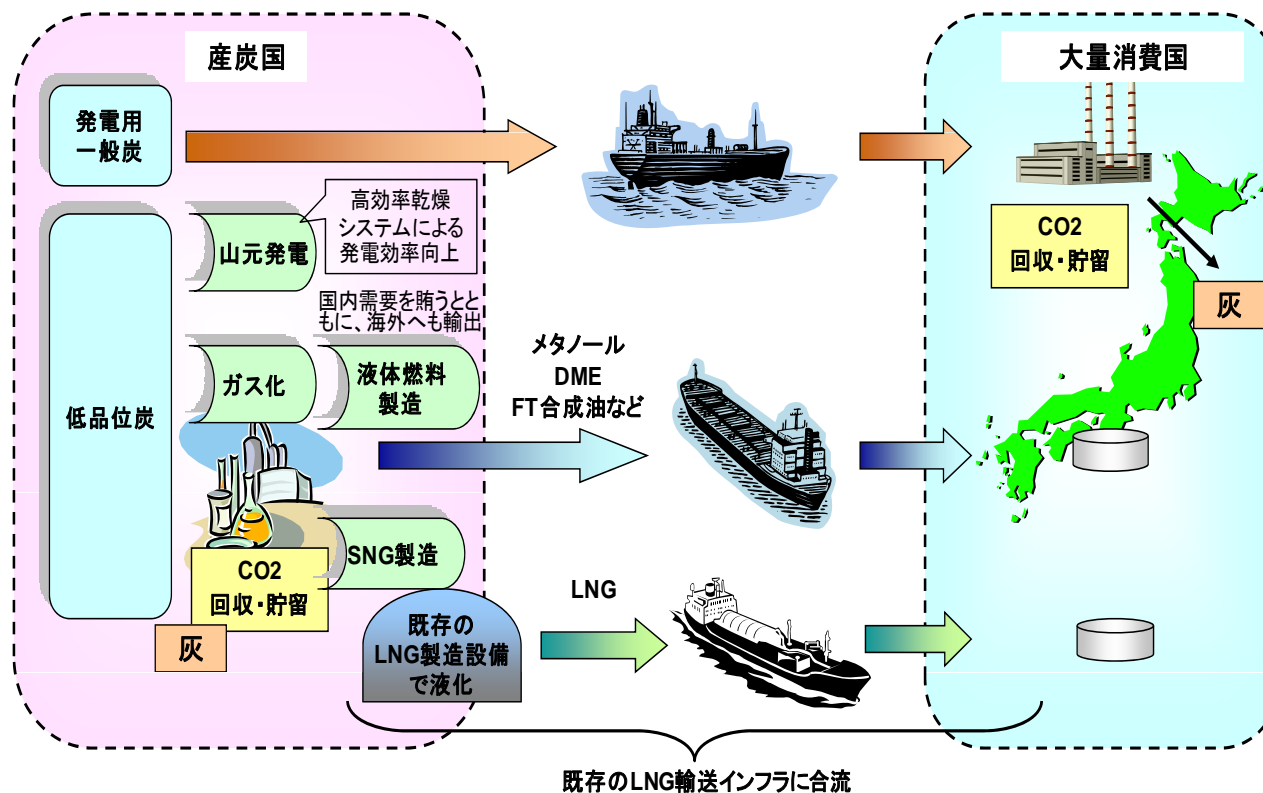 産炭国
大量消費国
発電用
一般炭
高効率乾燥
システムによる
発電効率向上
山元発電
国内需要を賄うとと
もに、海外へも輸出
CO2
回収・貯留
灰
低品位炭
ガス化
液体燃料
製造
メタノール
DME
FT合成油など
SNG製造
CO2
回収・貯留
灰
既存の
LNG製造設備
で液化
LNG
既存のLNG輸送インフラに合流